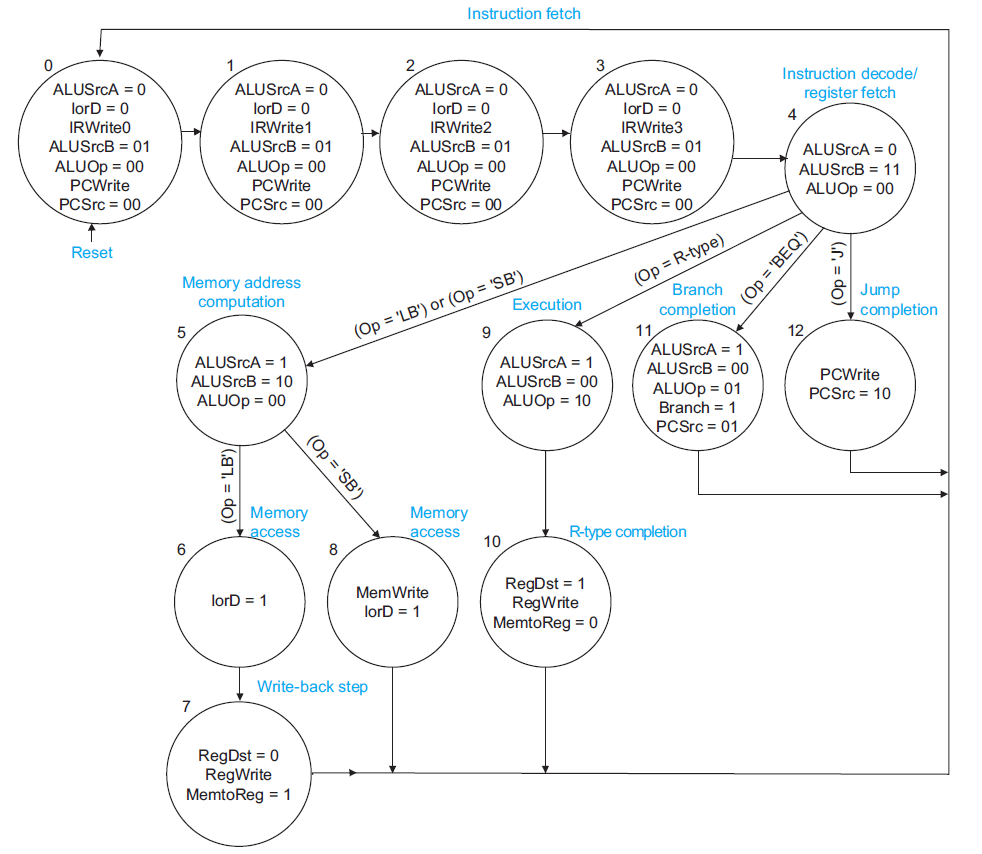 Instruction fetch
0
ALUSrcA = 0
IorD = 0
IRWrite0
ALUSrcB = 01
ALUOp = 00
PCWrite
PCSrc = 00
Reset
1
ALUSrcA = 0
IorD = 0
IRWrite1
ALUSrcB = 01
ALUOp = 00
PCWrite
PCSrc = 00
2
ALUSrcA = 0
IorD = 0
IRWrite2
ALUSrcB = 01
ALUOp = 00
PCWrite
PCSrc = 00
3
ALUSrcA = 0
IorD = 0
IRWrite3
ALUSrcB = 01
ALUOp = 00
PCWrite
PCSrc = 00
Instruction decode/
register fetch
4
ALUSrcA = 0
ALUSrcB = 11
ALUOp = 00
(Op = 'LB') or (Op = 'SB')
(Op = R-type)
(Op = 'BEQ')
(Op = 'J')
Memory address
computation
5
ALUSrcA = 1
ALUSrcB = 10
ALUOp = 00
Execution
9
ALUSrcA = 1
ALUSrcB = 00
ALUOp = 10
Branch
completion
11
ALUSrcA = 1
ALUSrcB = 00
ALUOp = 01
Branch = 1
PCSrc = 01
Jump
completion
12
PCWrite
PCSrc = 10
(Op = 'LB')
(Op = 'SB')
Memory
access
6
IorD = 1
Memory
access
8
MemWrite
IorD = 1
R-type completion
10
RegDst = 1
RegWrite
MemtoReg = 0
Write-back step
7
RegDst = 0
RegWrite
MemtoReg = 1